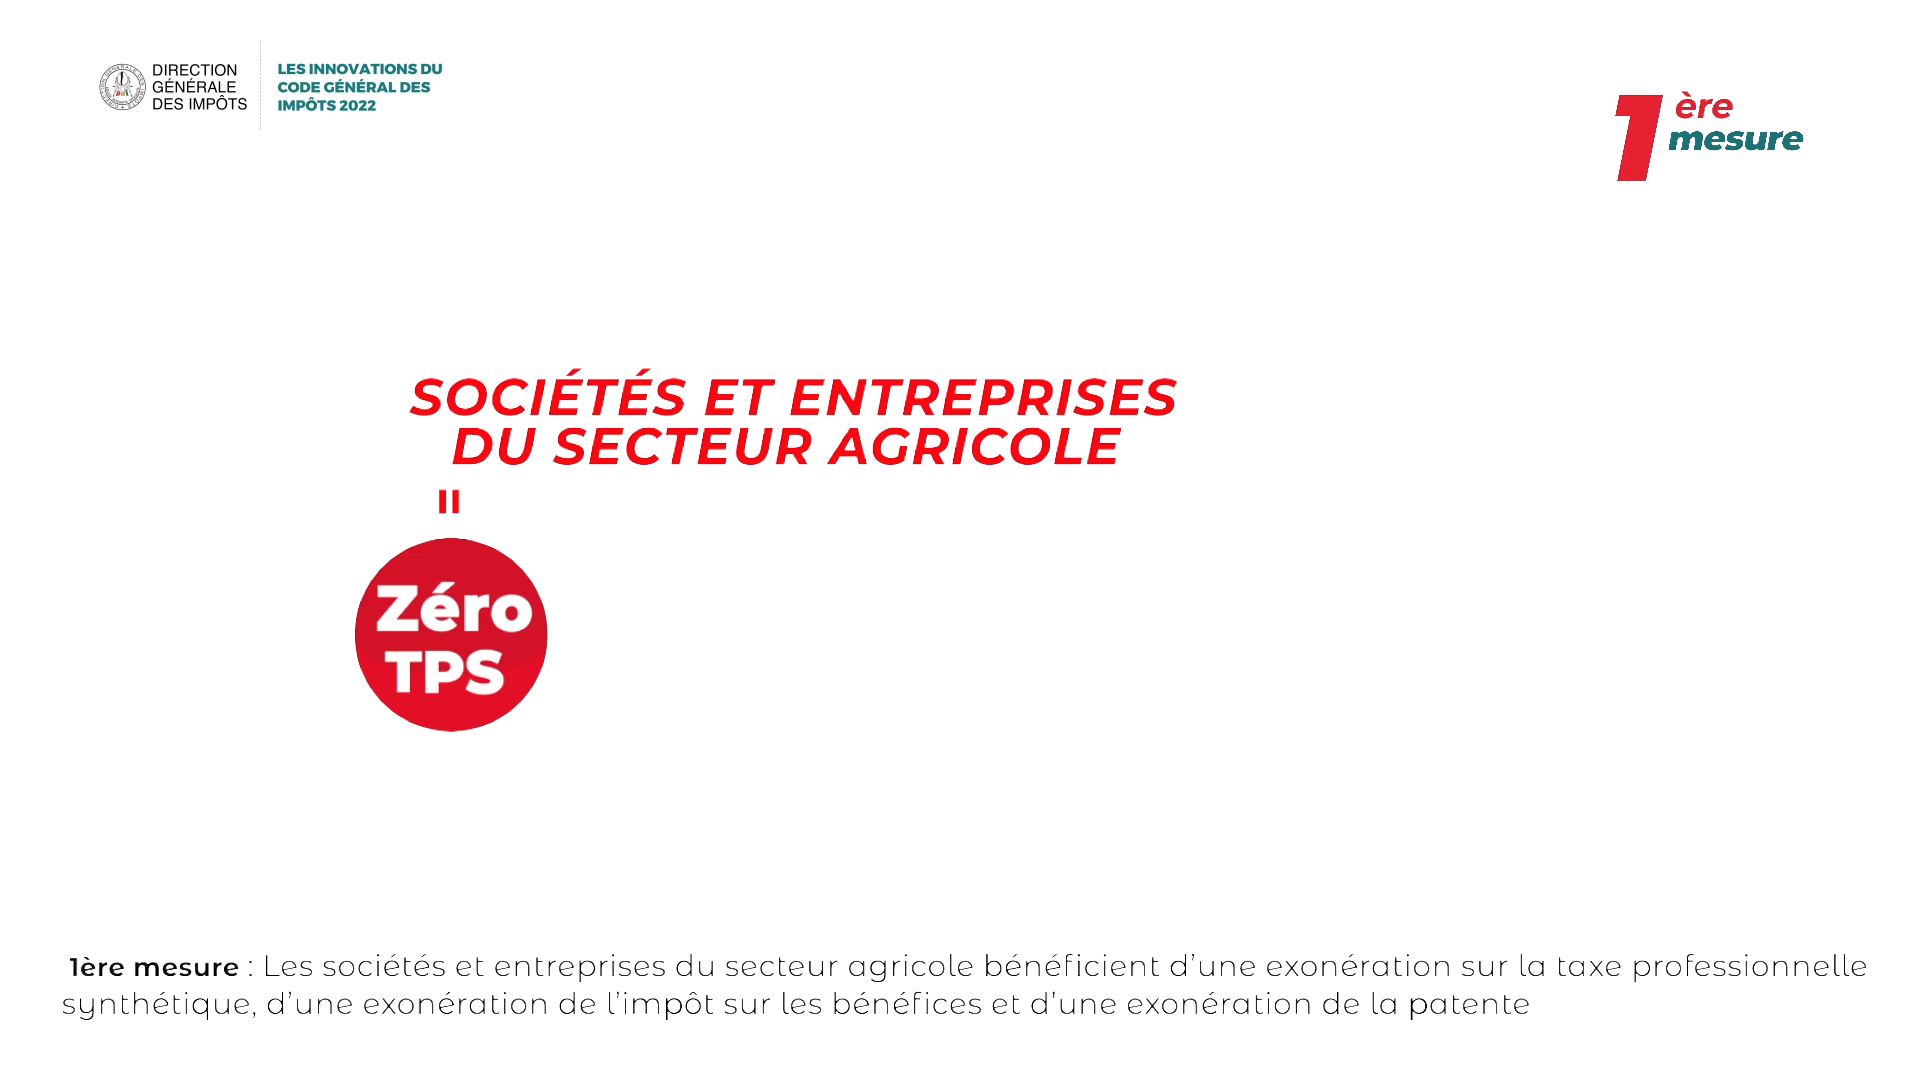 DIRECTION
GÉNÉRALE
DES IMPÔTS
LES INNOVATIONS DU
CODE GÉNÉRAL DES
IMPÔTS 2022
1ère
mesure
SOCIÉTÉS ET ENTREPRISES
DU SECTEUR AGRICOLE
=
Zéro
TPS
1ère mesure : Les sociétés et entreprises du secteur agricole bénéficient d’une exonération sur la taxe professionnelle
synthétique, d’une exonération de l’impôt sur les bénéfices et d'une exonération de la patente